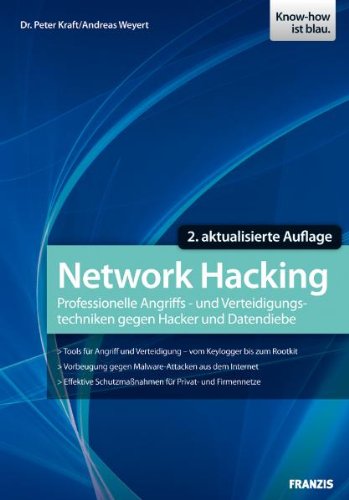 Dr. Peter Kraft/Andreas Weyert
Know-how
ist blau.
2. aktualisierte Auflage
Network Hacking
Professionelle Angriffs - und Verteidigungs-
techniken gegen Hacker und Datendiebe
> Tools für Angriff und Verteidigung – vom Keylogger bis zum Rootkit
> Vorbeugung gegen Malware-Attacken aus dem Internet
> Effektive Schutzmaßnahmen für Privat- und Firmennetze
FRANZIS